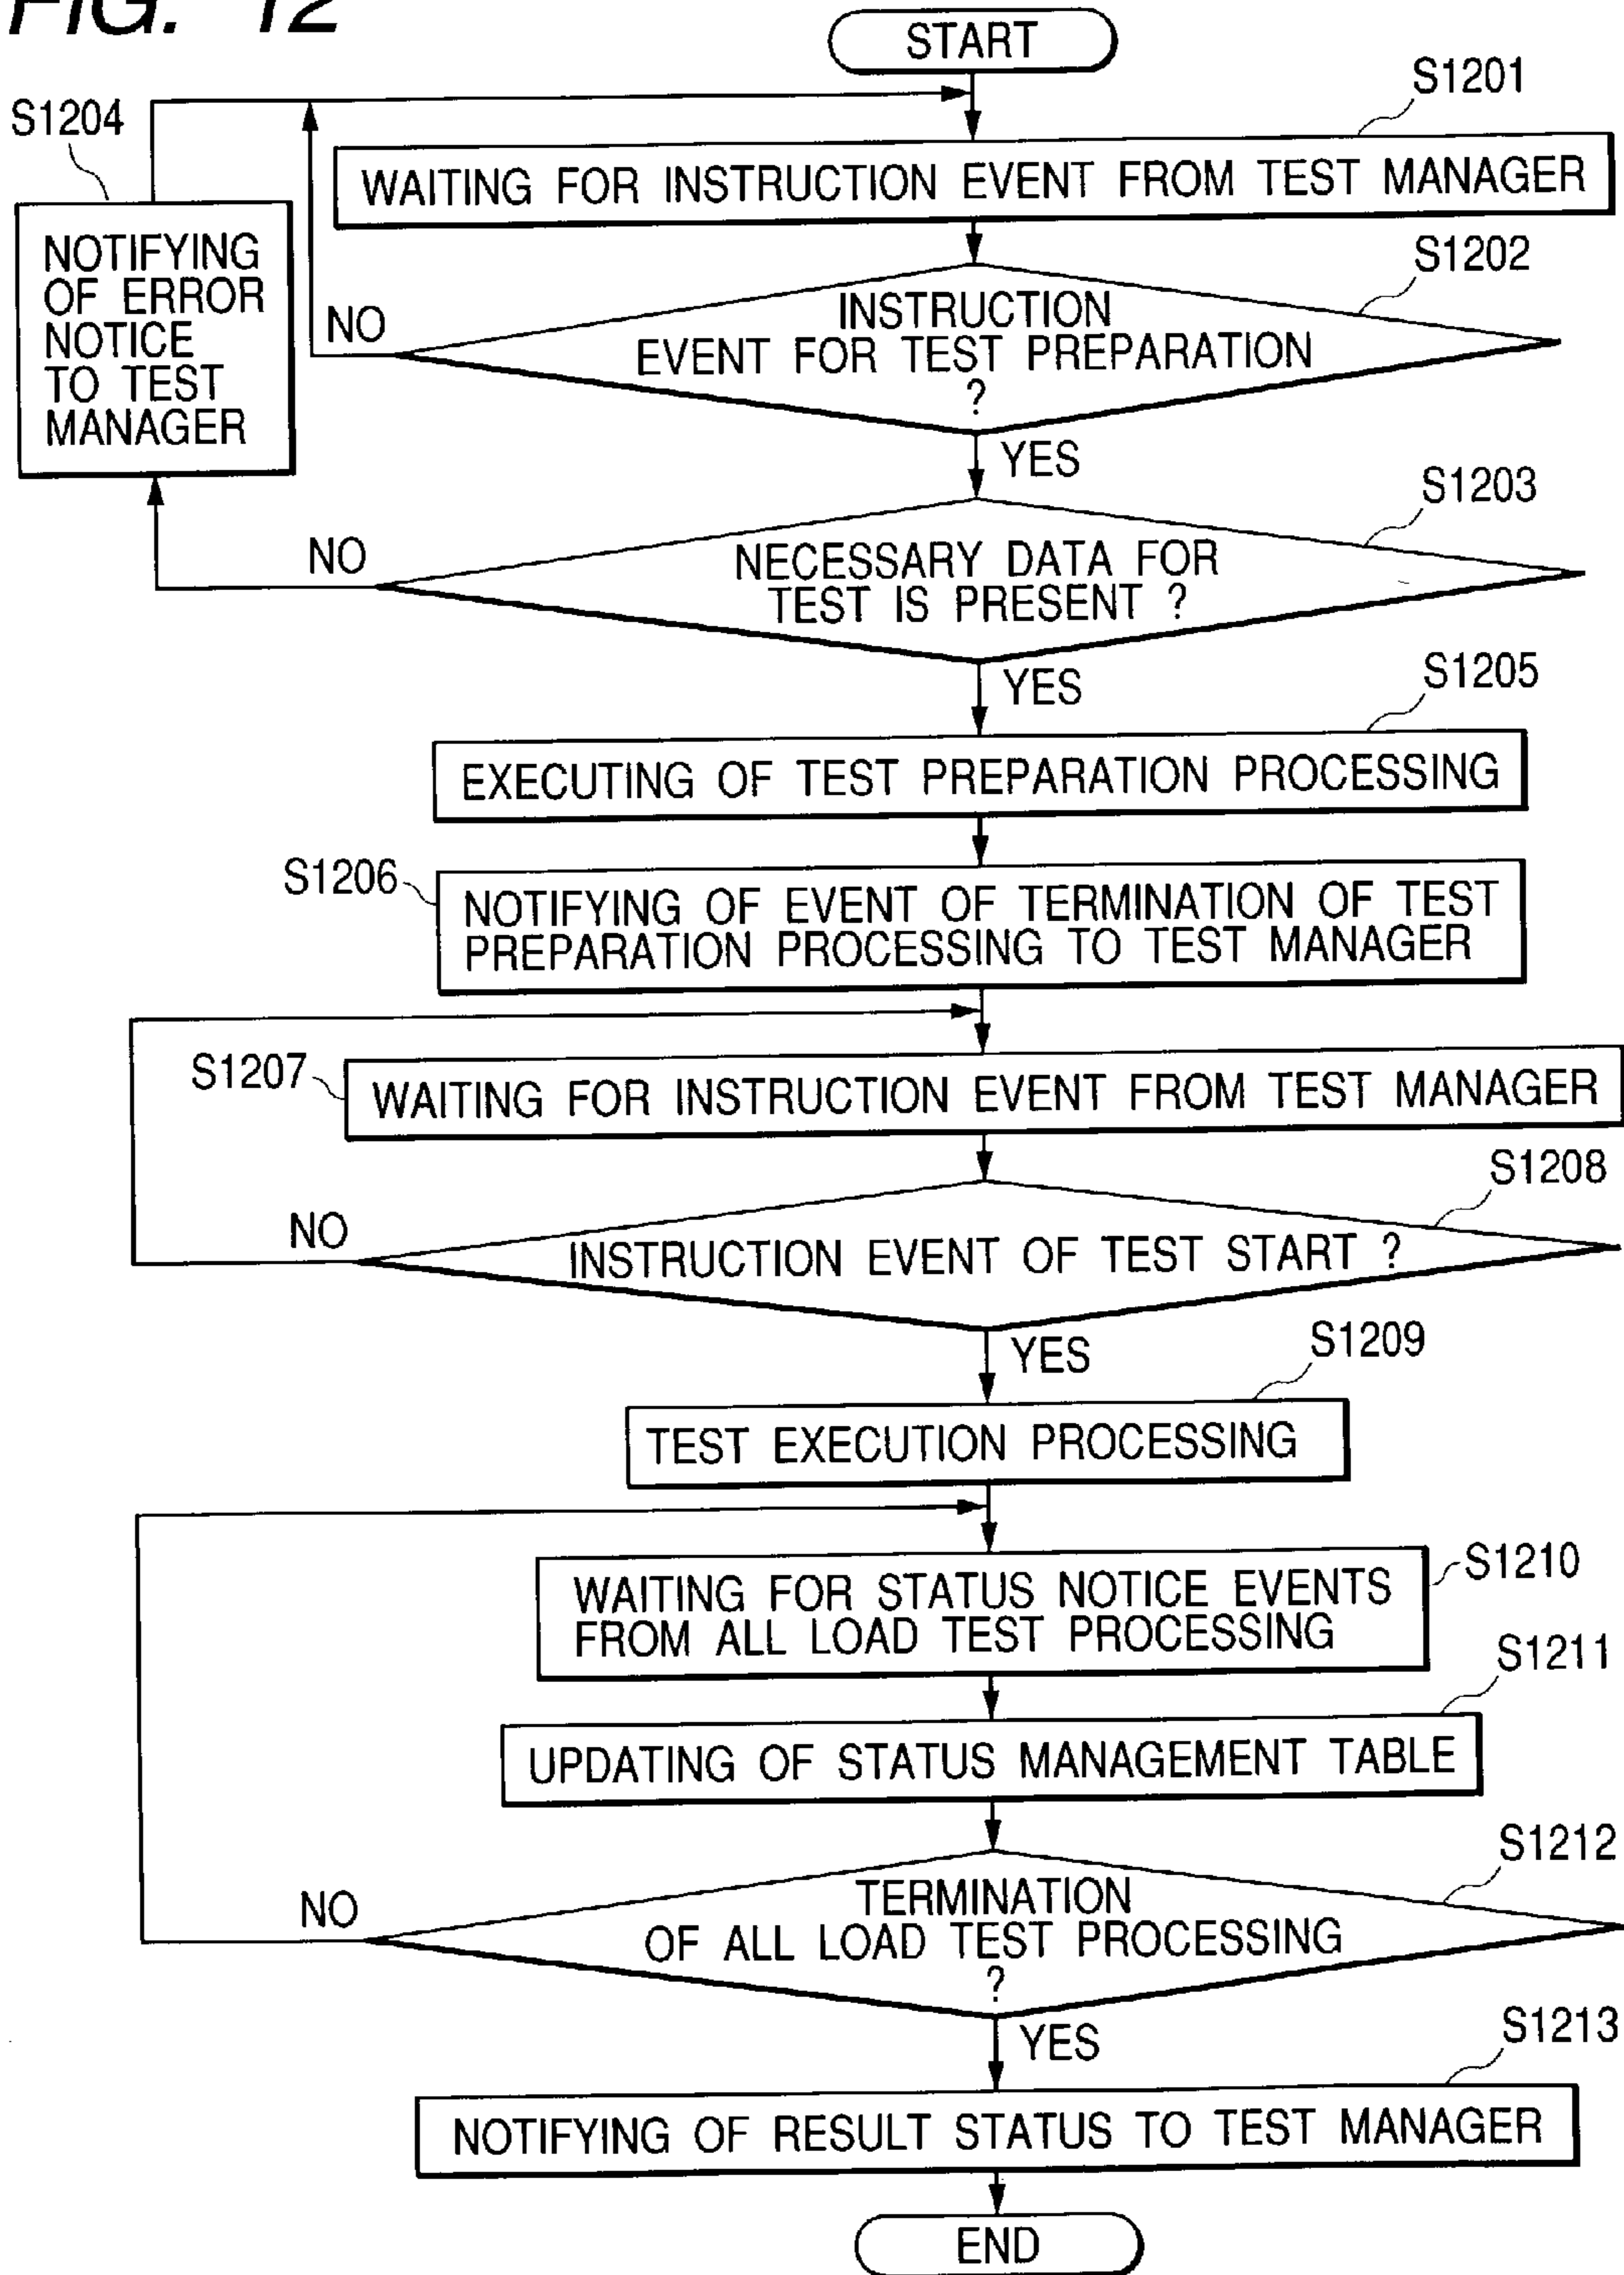 FIG. 12
START
S1201
S1204
WAITING FOR INSTRUCTION EVENT FROM TEST MANAGER
S1202
NOTIFYING
OF ERROR
NOTICE
TO TEST
MANAGER
NO
INSTRUCTION
EVENT FOR TEST PREPARATION
?
YES
S1203
NO
NECESSARY DATA FOR
TEST IS PRESENT ?
YES
S1205
EXECUTING OF TEST PREPARATION PROCESSING
S1206
NOTIFYING OF EVENT OF TERMINATION OF TEST
PREPARATION PROCESSING TO TEST MANAGER
S1207
WAITING FOR INSTRUCTION EVENT FROM TEST MANAGER
S1208
NO
INSTRUCTION EVENT OF TEST START ?
YES
S1209
TEST EXECUTION PROCESSING
S1210
WAITING FOR STATUS NOTICE EVENTS
FROM ALL LOAD TEST PROCESSING
S1211
UPDATING OF STATUS MANAGEMENT TABLE
S1212
NO
TERMINATION
OF ALL LOAD TEST PROCESSING
?
YES
S1213
NOTIFYING OF RESULT STATUS TO TEST MANAGER
END